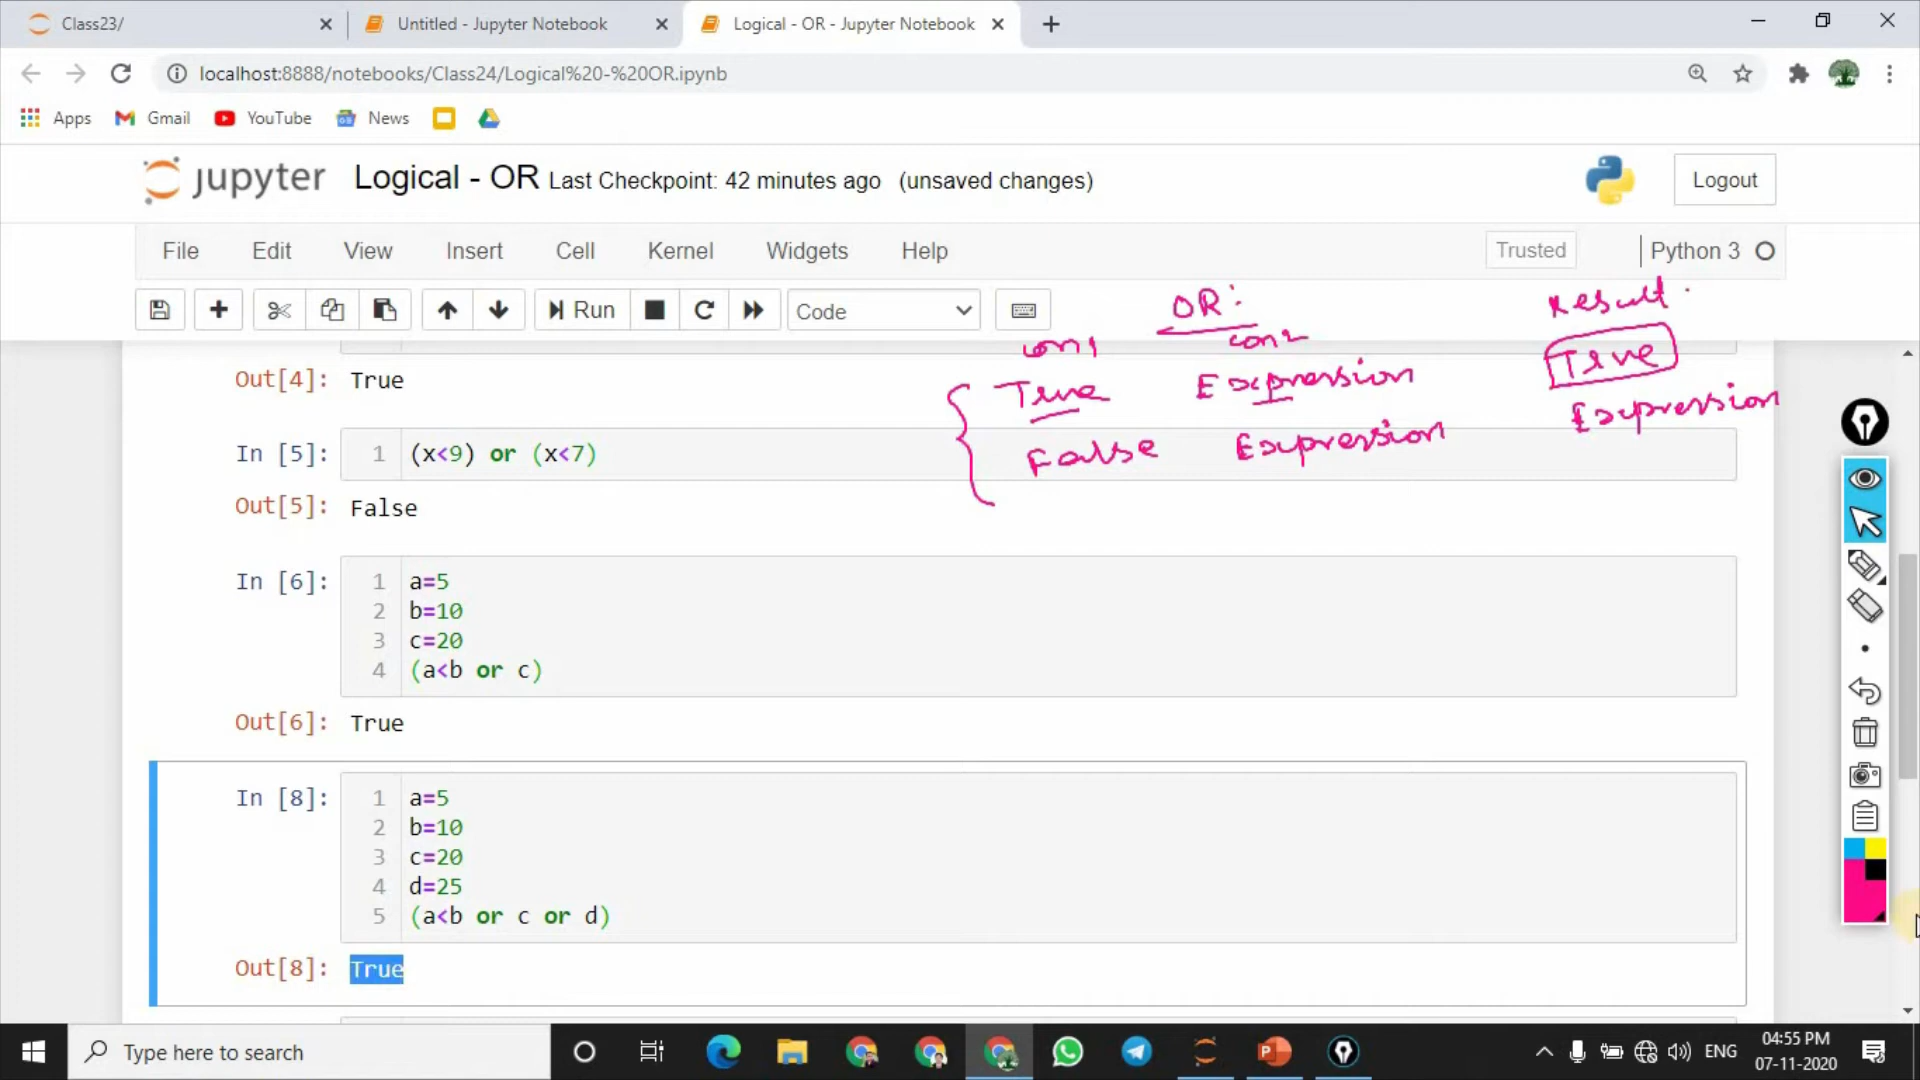 Class23/
Untitled - Jupyter Notebook
Logical - OR - Jupyter Notebook
localhost:8888/notebooks/Class24/Logical%20-%20OR.ipynb
Apps
Gmail
YouTube
News
jupyter
Logical - OR Last Checkpoint: 42 minutes ago (unsaved changes)
Logout
File Edit View Insert Cell Kernel Widgets Help
Trusted
Python 3
Run
Code
OR:
Result
con1 con2
True Expression True
False Expression Expression
Out[4]: True
In [5]: 1 (x<9) or (x<7)
Out[5]: False
In [6]: 1 a=5
2 b=10
3 c=20
4 (a<b or c)
Out[6]: True
In [8]: 1 a=5
2 b=10
3 c=20
4 d=25
5 (a<b or c or d)
Out[8]: True
Type here to search
ENG
04:55 PM
07-11-2020